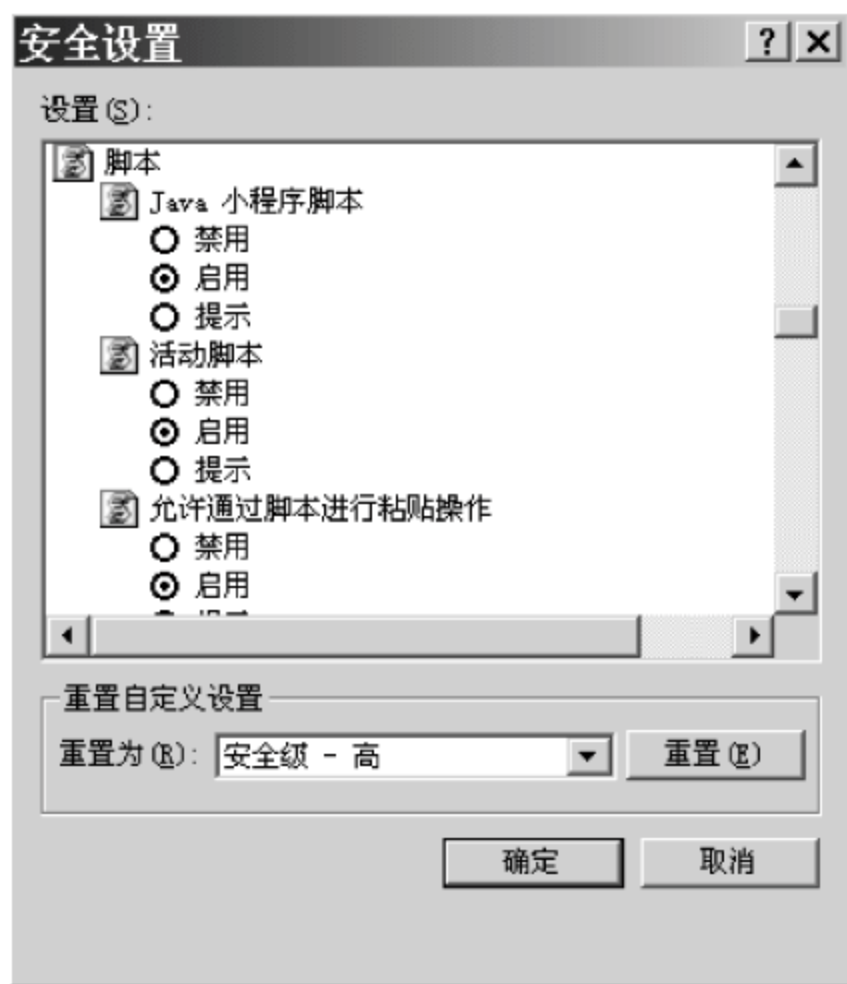 安全设置
设置(S):
脚本
Java 小程序脚本
禁用
启用
提示
活动脚本
禁用
启用
提示
允许通过脚本进行粘贴操作
禁用
启用
重置自定义设置
重置为(R): 安全级 - 高 重置(E)
确定 取消